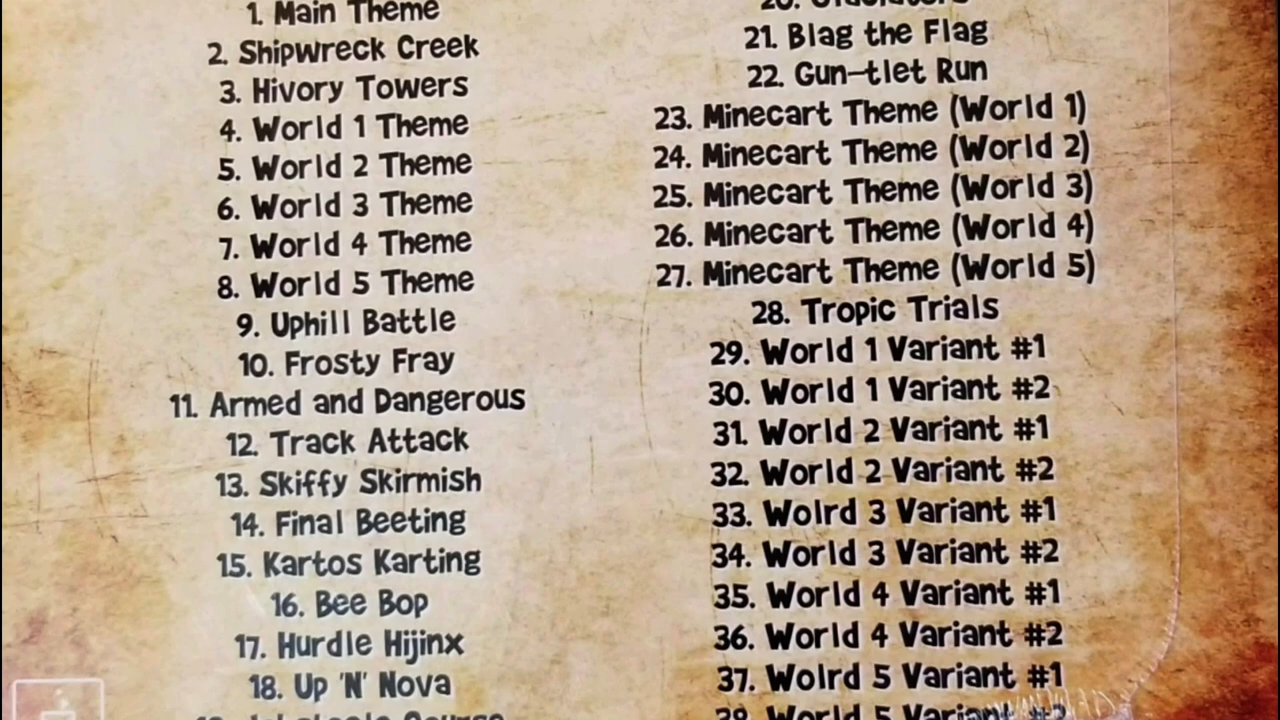 1. Main Theme
2. Shipwreck Creek
3. Hivory Towers
4. World 1 Theme
5. World 2 Theme
6. World 3 Theme
7. World 4 Theme
8. World 5 Theme
9. Uphill Battle
10. Frosty Fray
11. Armed and Dangerous
12. Track Attack
13. Skiffy Skirmish
14. Final Beeting
15. Kartos Karting
16. Bee Bop
17. Hurdle Hijinx
18. Up 'N' Nova
21. Blag the Flag
22. Gun-tlet Run
23. Minecart Theme (World 1)
24. Minecart Theme (World 2)
25. Minecart Theme (World 3)
26. Minecart Theme (World 4)
27. Minecart Theme (World 5)
28. Tropic Trials
29. World 1 Variant #1
30. World 1 Variant #2
31. World 2 Variant #1
32. World 2 Variant #2
33. Wolrd 3 Variant #1
34. World 3 Variant #2
35. World 4 Variant #1
36. World 4 Variant #2
37. Wolrd 5 Variant #1
38. World 5 Variant #2